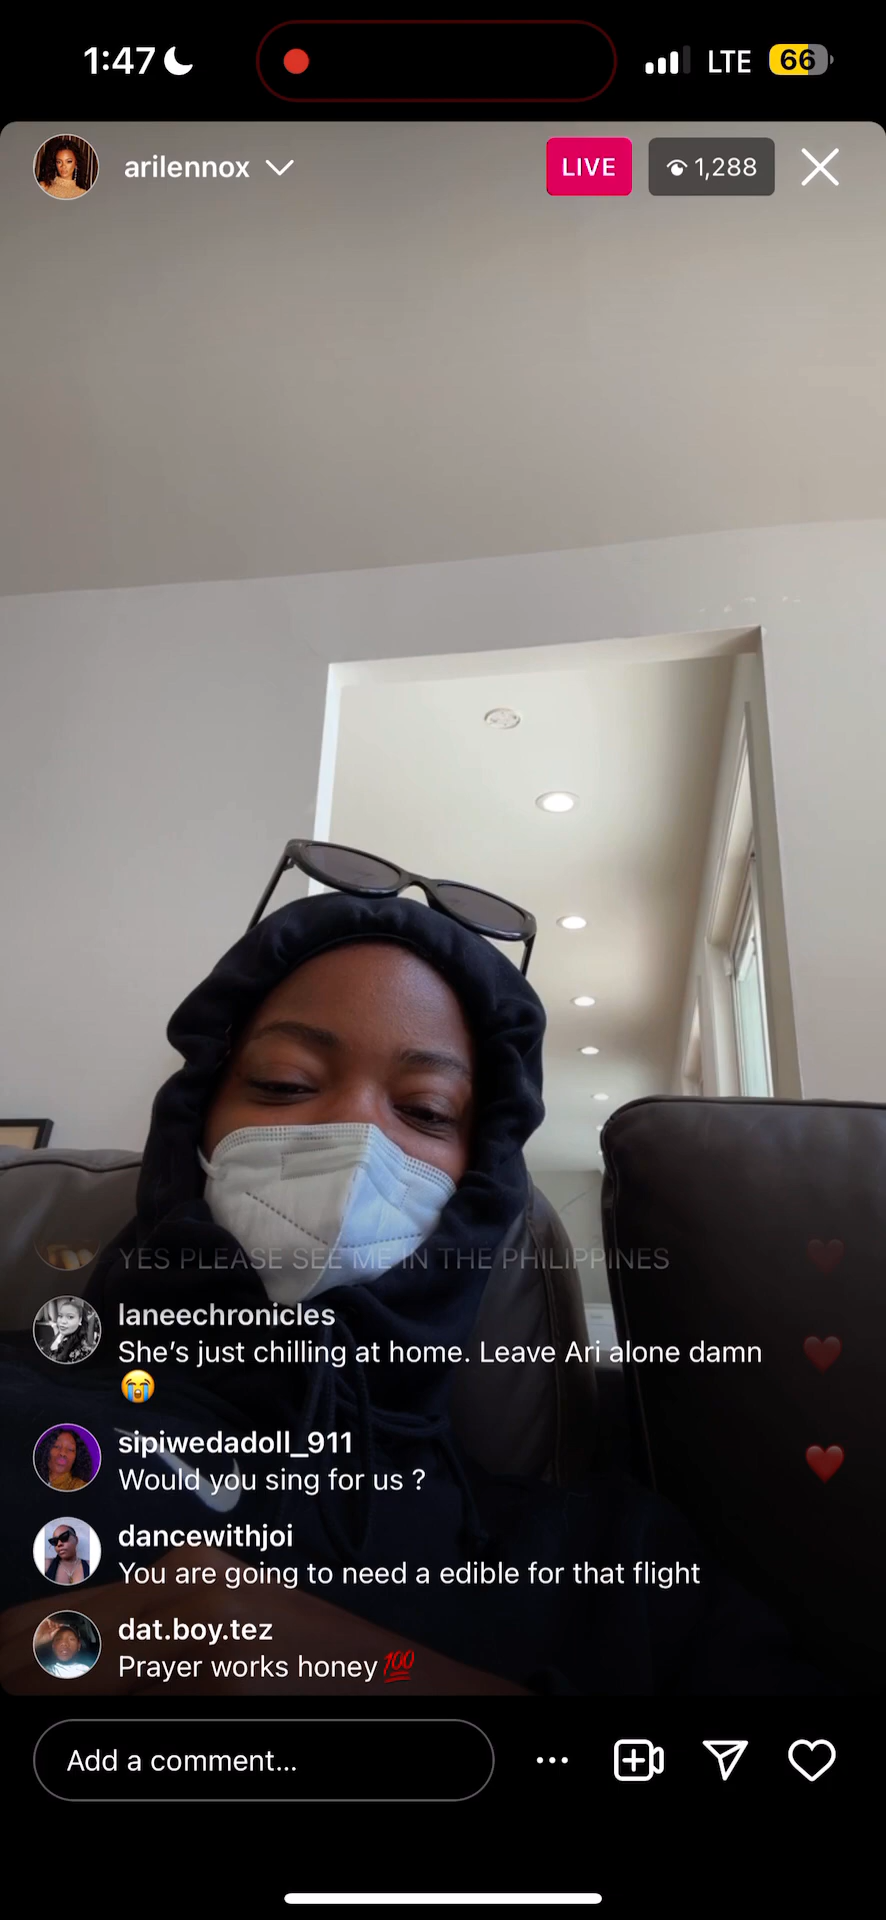 1:47
LTE
66
arilennox
LIVE
1,288
YES PLEASE SEE ME IN THE PHILIPPINES
laneechronicles
She’s just chilling at home. Leave Ari alone damn
😭
sipiwedadoll_911
Would you sing for us ?
dancewithjoi
You are going to need a edible for that flight
dat.boy.tez
Prayer works honey💯
Add a comment...